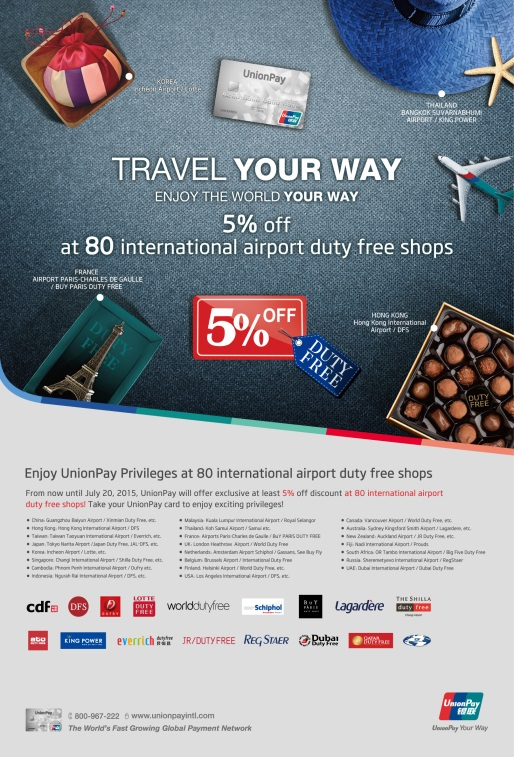 UnionPay
UnionPay
KOREA
Incheon Airport / Lotte
THAILAND
BANGKOK SUVARNABHUMI
AIRPORT / KING POWER
TRAVEL YOUR WAY
ENJOY THE WORLD YOUR WAY
5% off
at 80 international airport duty free shops
FRANCE
AIRPORT PARIS-CHARLES DE GAULLE
/ BUY PARIS DUTY FREE
DUTY
FREE
5% OFF
DUTY
FREE
HONG KONG
Hong Kong International
Airport / DFS
DUTY
FREE
Enjoy UnionPay Privileges at 80 international airport duty free shops
From now until July 20, 2015, UnionPay will offer exclusive at least 5% off discount at 80 international airport
duty free shops! Take your UnionPay card to enjoy exciting privileges!
China: Guangzhou Baiyun Airport / Xinmian Duty Free, etc.
Hong Kong: Hong Kong International Airport / DFS
Taiwan: Taiwan Taoyuan International Airport / Everrich, etc.
Japan: Tokyo Narita Airport / Japan Duty Free, JAL-DFS, etc.
Korea: Incheon Airport / Lotte, etc.
Singapore: Changi International Airport / Shilla Duty Free, etc.
Cambodia: Phnom Penh International Airport / Dufry etc.
Indonesia: Ngurah Rai International Airport / DFS, etc.
Malaysia: Kuala Lumpur International Airport / Royal Selangor
Thailand: Koh Samui Airport / Samui etc.
France: Airports Paris-Charles de Gaulle / BuY PARIS DUTY FREE
UK: London Heathrow Airport / World Duty Free
Netherlands: Amsterdam Airport Schiphol / Gassans, See Buy Fly
Belgium: Brussels Airport / International Duty Free
Finland: Helsinki Airport / World Duty Free, etc.
USA: Los Angeles International Airport / DFS, etc.
Canada: Vancouver Airport / World Duty Free, etc.
Australia: Sydney Kingsford Smith Airport / Lagardere, etc.
New Zealand: Auckland Airport / JR Duty Free, etc.
Fiji: Nadi International Airport / Prouds
South Africa: OR Tambo International Airport / Big Five Duty Free
Russia: Sheremetyevo International Airport / RegStaer
UAE: Dubai International Airport / Dubai Duty Free
cdf DFS DUFRY LOTTE DUTY FREE worlddutyfree Schiphol BuY PARIS DUTY FREE Lagardère THE SHILLA duty free
ato KING POWER everrich dutyfree 昇恆昌 JR/DUTY FREE REG STAER Dubai Duty Free QATAR DUTY FREE
UnionPay 800-967-222 www.unionpayintl.com
The World's Fast Growing Global Payment Network
UnionPay
银联
UnionPay Your Way